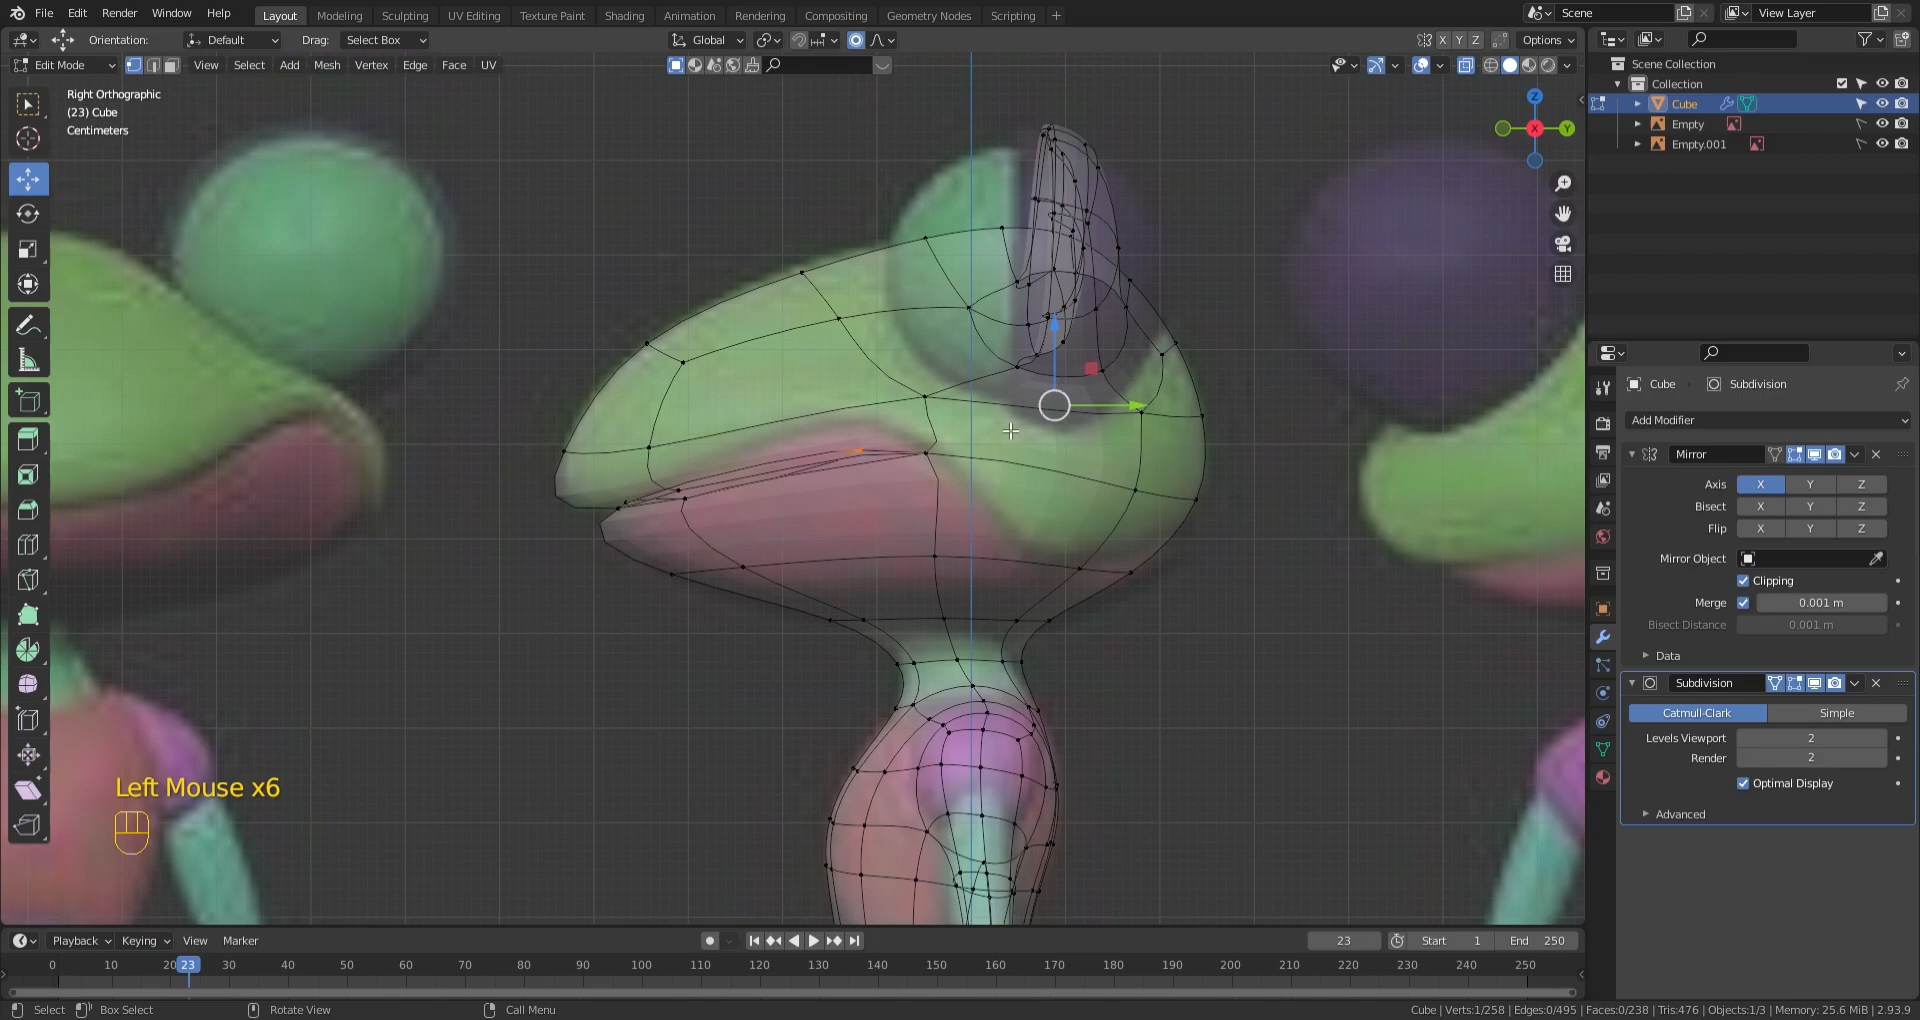 File Edit Render Window Help Layout Modeling Sculpting UV Editing Texture Paint Shading Animation Rendering Compositing Geometry Nodes Scripting + Scene View Layer
Orientation: Default Drag: Select Box Global X Y Z Options
Edit Mode View Select Add Mesh Vertex Edge Face UV
Right Orthographic
(23) Cube
Centimeters
Z
X
Y
Scene Collection
Collection
Cube
Empty
Empty.001
Cube Subdivision
Add Modifier
Mirror
Axis X Y Z
Bisect X Y Z
Flip X Y Z
Mirror Object
Clipping
Merge 0.001 m
Bisect Distance 0.001 m
Data
Subdivision
Catmull-Clark Simple
Levels Viewport 2
Render 2
Optimal Display
Advanced
Left Mouse x6
Playback Keying View Marker 23 Start 1 End 250
0 10 20 23 30 40 50 60 70 80 90 100 110 120 130 140 150 160 170 180 190 200 210 220 230 240 250
Select Box Select Rotate View Call Menu Cube | Verts:1/258 | Edges:0/495 | Faces:0/238 | Tris:476 | Objects:1/3 | Memory: 25.6 MiB | 2.93.9